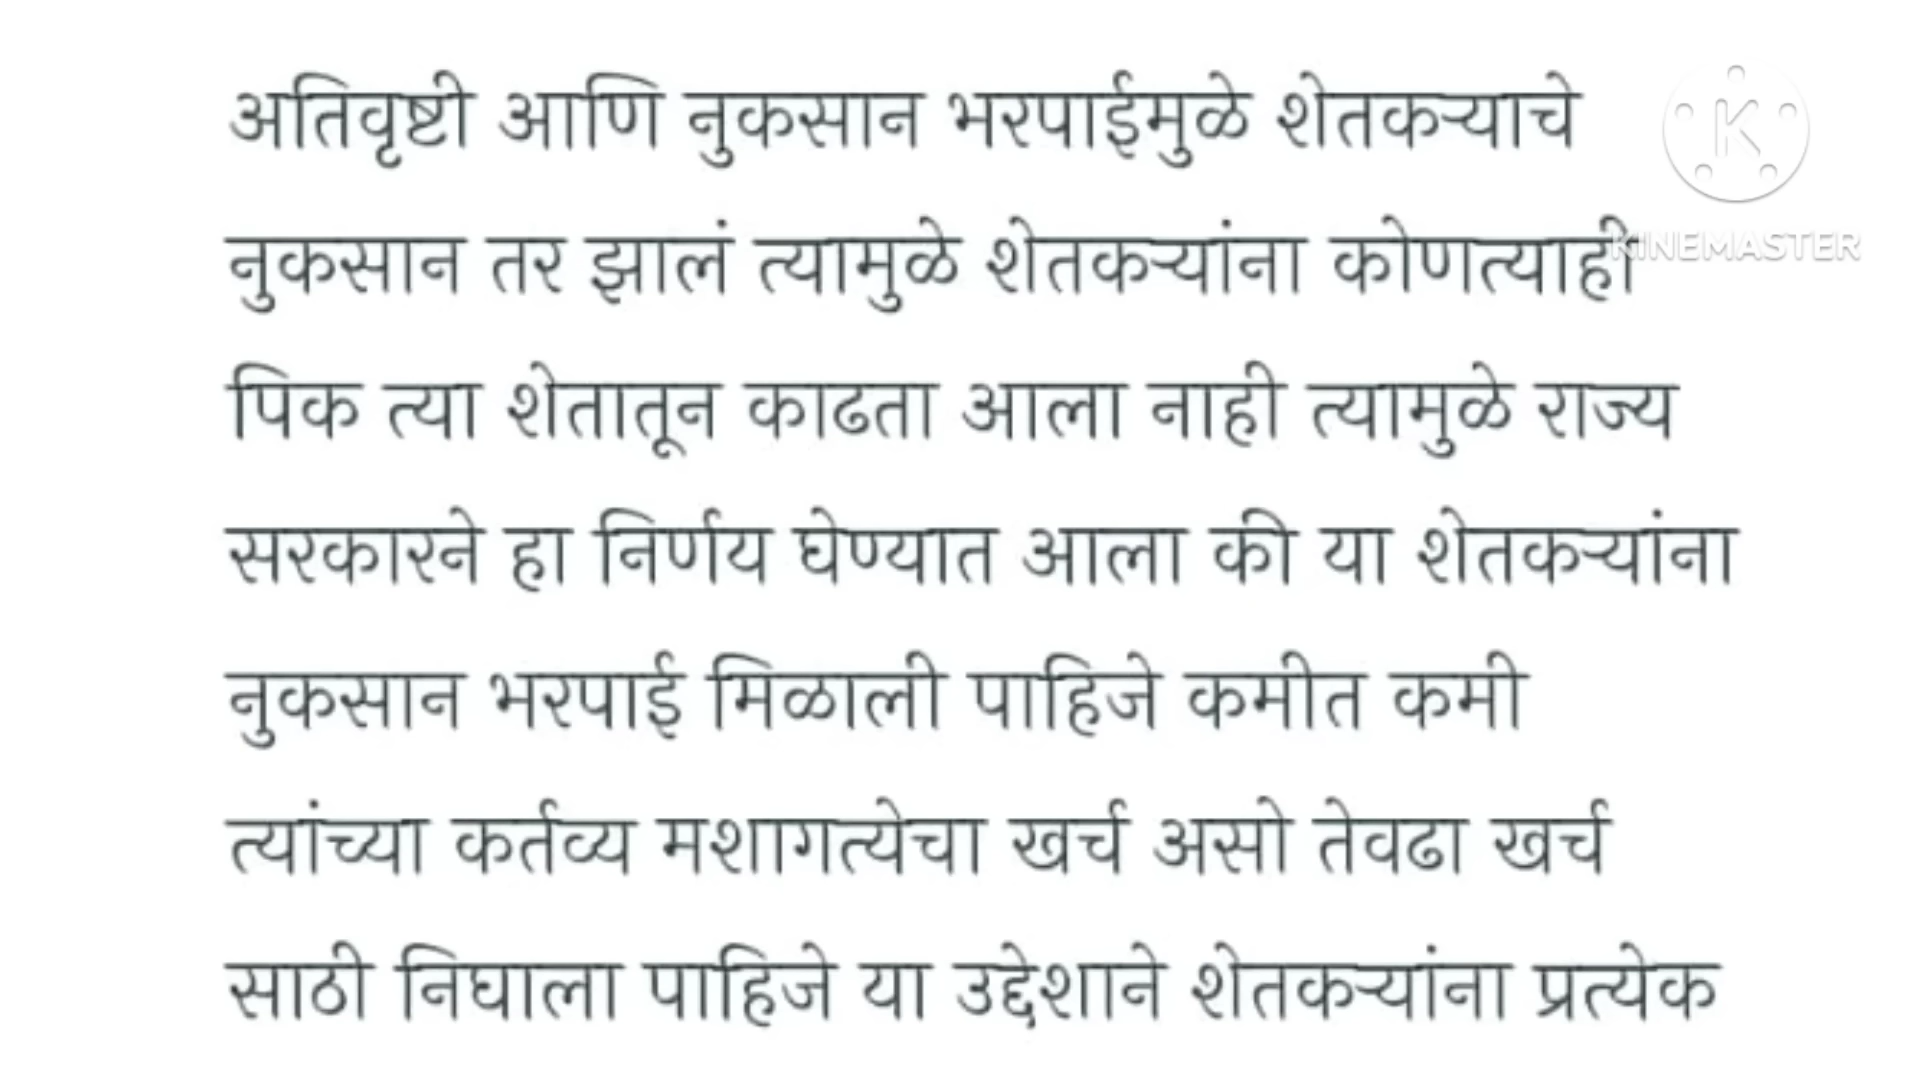 अतिवृष्टी आणि नुकसान भरपाईमुळे शेतकऱ्याचे
नुकसान तर झालं त्यामुळे शेतकऱ्यांना कोणत्याही
पिक त्या शेतातून काढता आला नाही त्यामुळे राज्य
सरकारने हा निर्णय घेण्यात आला की या शेतकऱ्यांना
नुकसान भरपाई मिळाली पाहिजे कमीत कमी
त्यांच्या कर्तव्य मशागत्येचा खर्च असो तेवढा खर्च
साठी निघाला पाहिजे या उद्देशाने शेतकऱ्यांना प्रत्येक
K
KINEMASTER